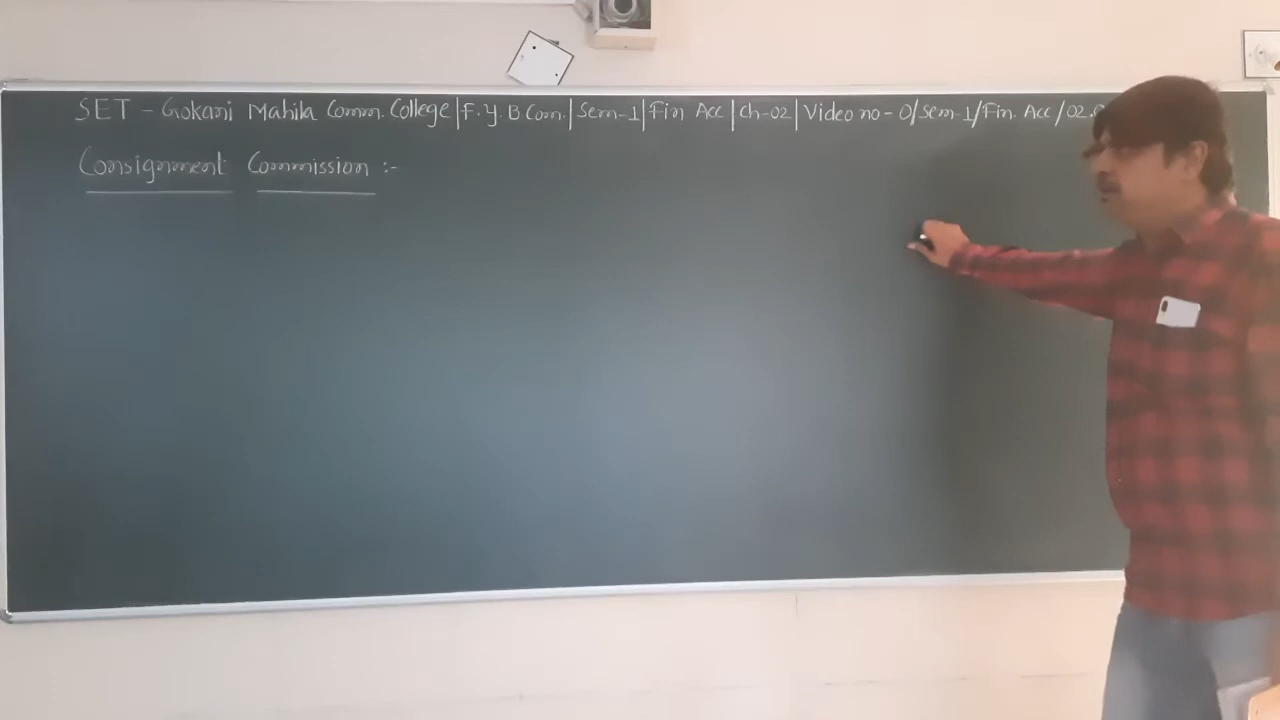 SET - Gokani Mahila Comm. College | F. Y. B Com. | Sem-1 | Fin Acc | Ch-02 | Video no - 0/Sem-1/Fin. Acc/02.
Consignment Commission :-